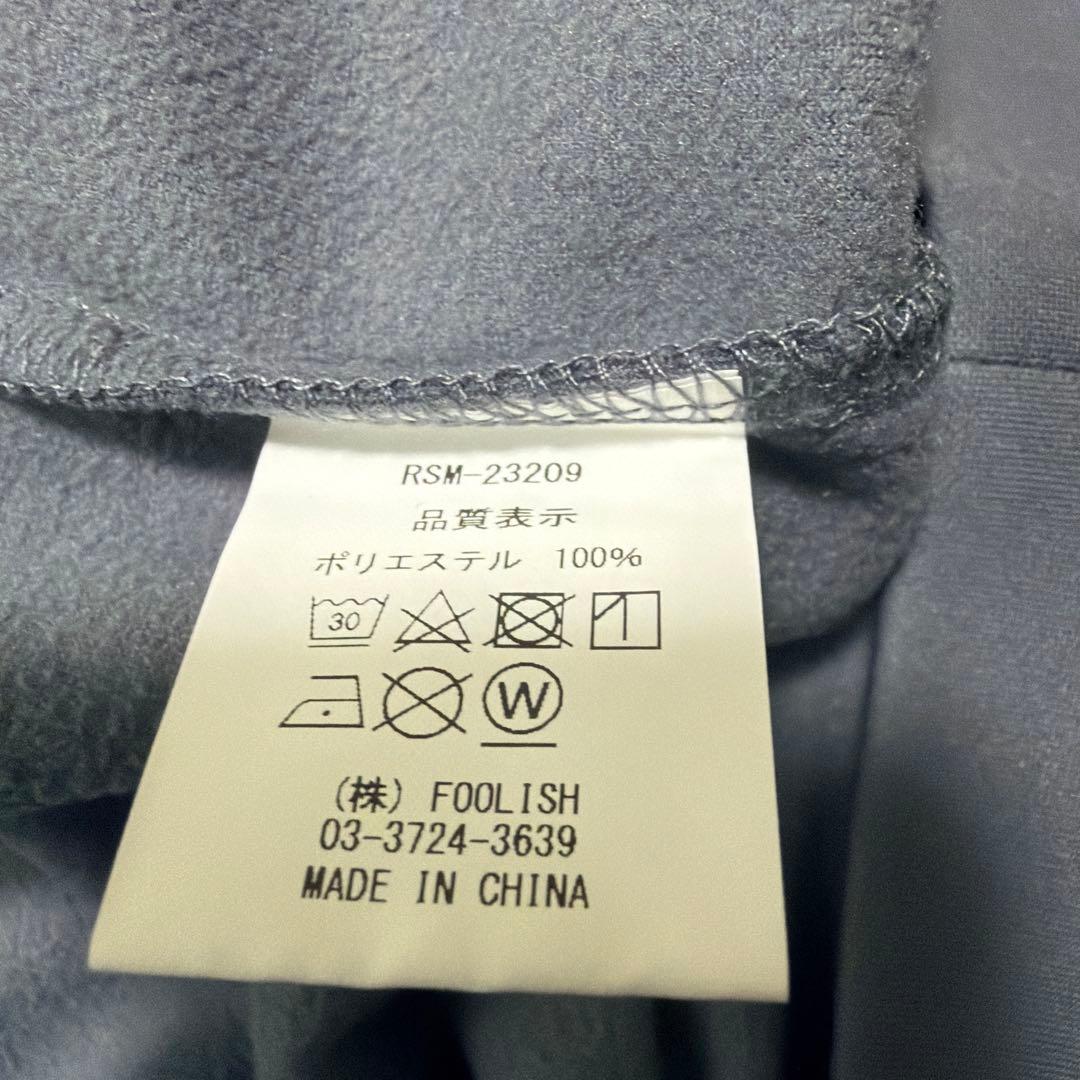 RSM-23209
品質表示
ポリエステル 100%
30
W
(株) FOOLISH
03-3724-3639
MADE IN CHINA